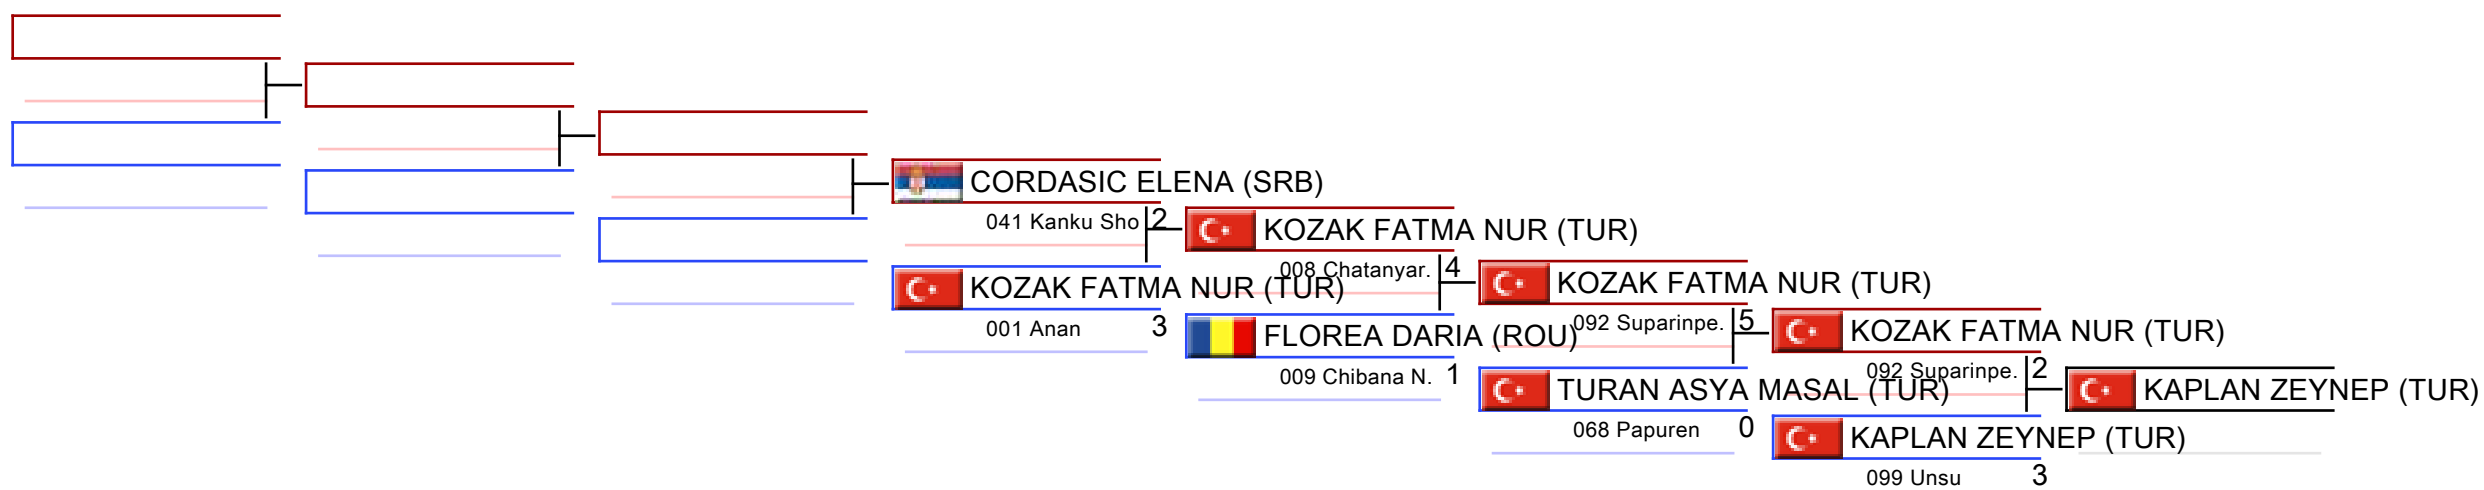 CORDASIC ELENA (SRB)
041 Kanku Sho 2
KOZAK FATMA NUR (TUR)
001 Anan 3
KOZAK FATMA NUR (TUR)
008 Chatanyar. 4
FLOREA DARIA (ROU)
009 Chibana N. 1
KOZAK FATMA NUR (TUR)
092 Suparinpe. 5
TURAN ASYA MASAL (TUR)
068 Papuren 0
KOZAK FATMA NUR (TUR)
092 Suparinpe. 2
KAPLAN ZEYNEP (TUR)
099 Unsu 3
KAPLAN ZEYNEP (TUR)